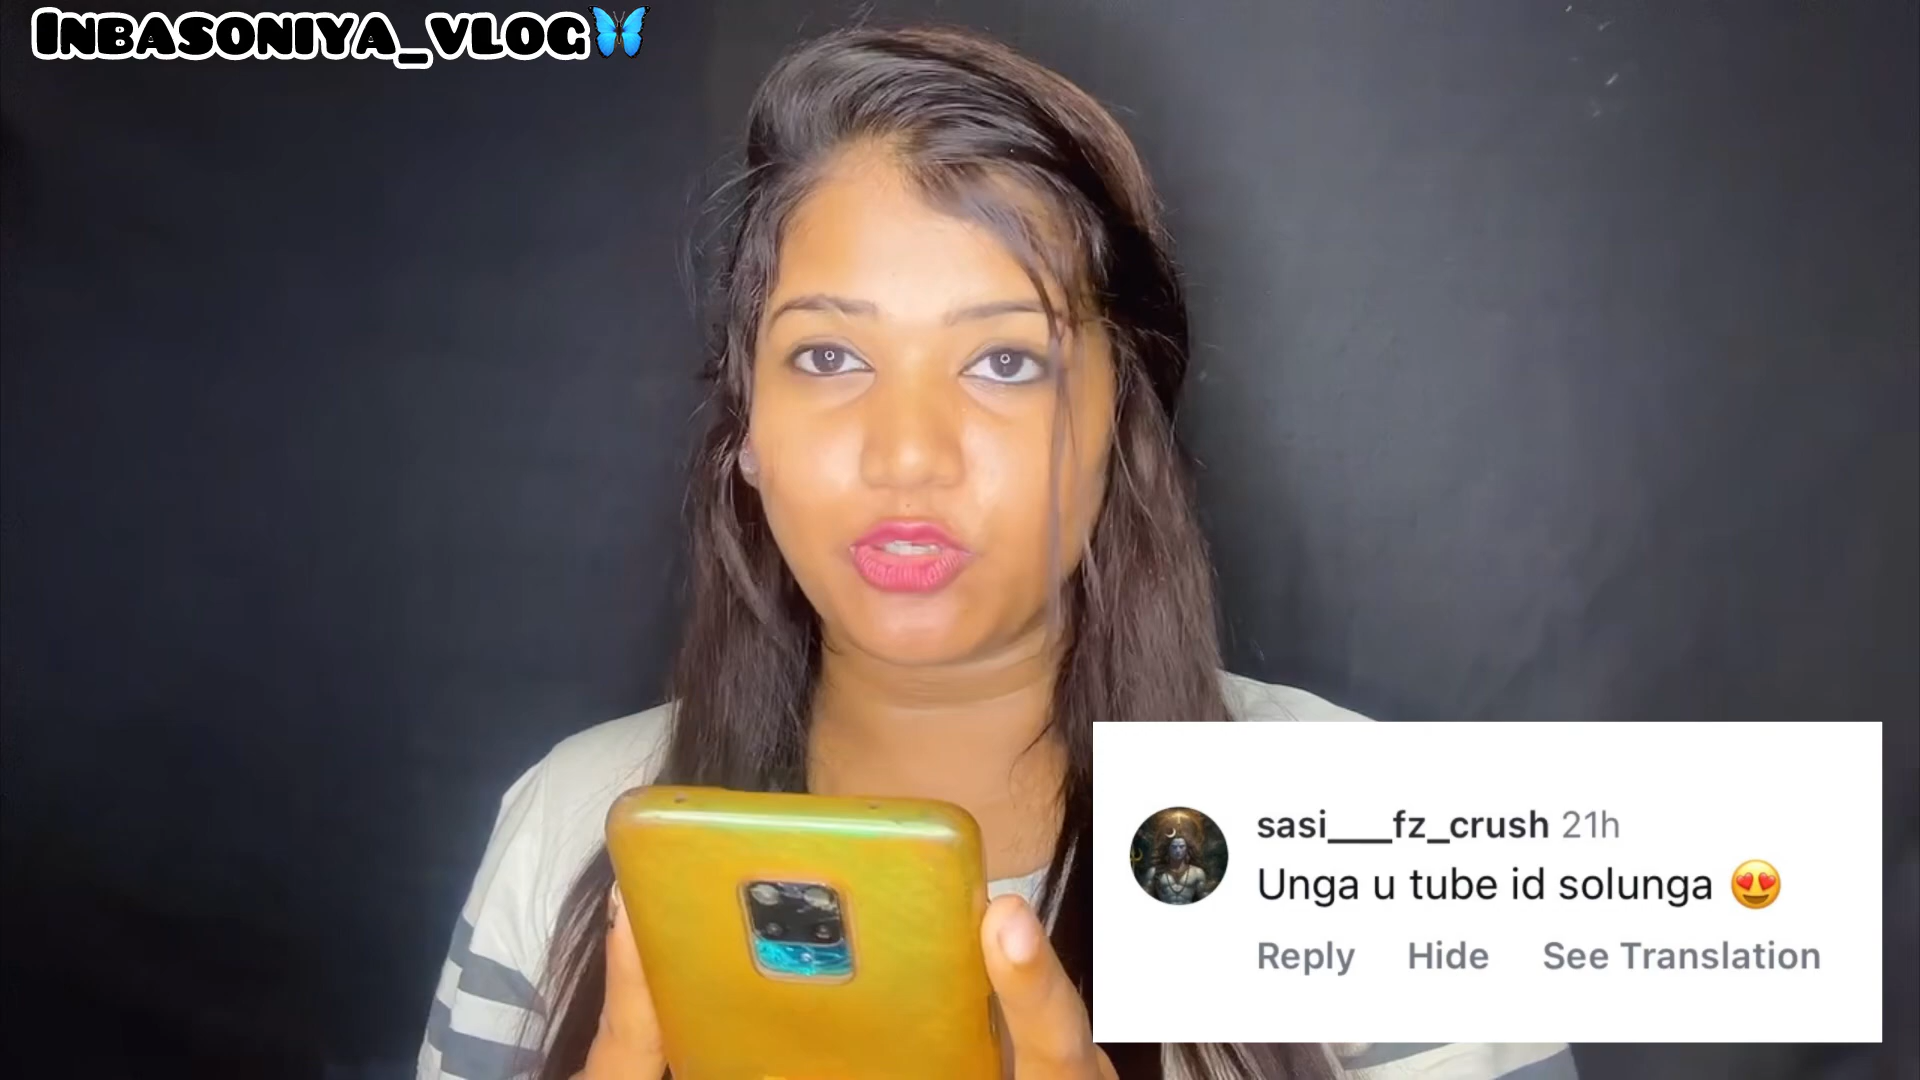 INBASONIYA_VLOG🦋
sasi___fz_crush 21h
Unga u tube id solunga 😍
Reply Hide See Translation